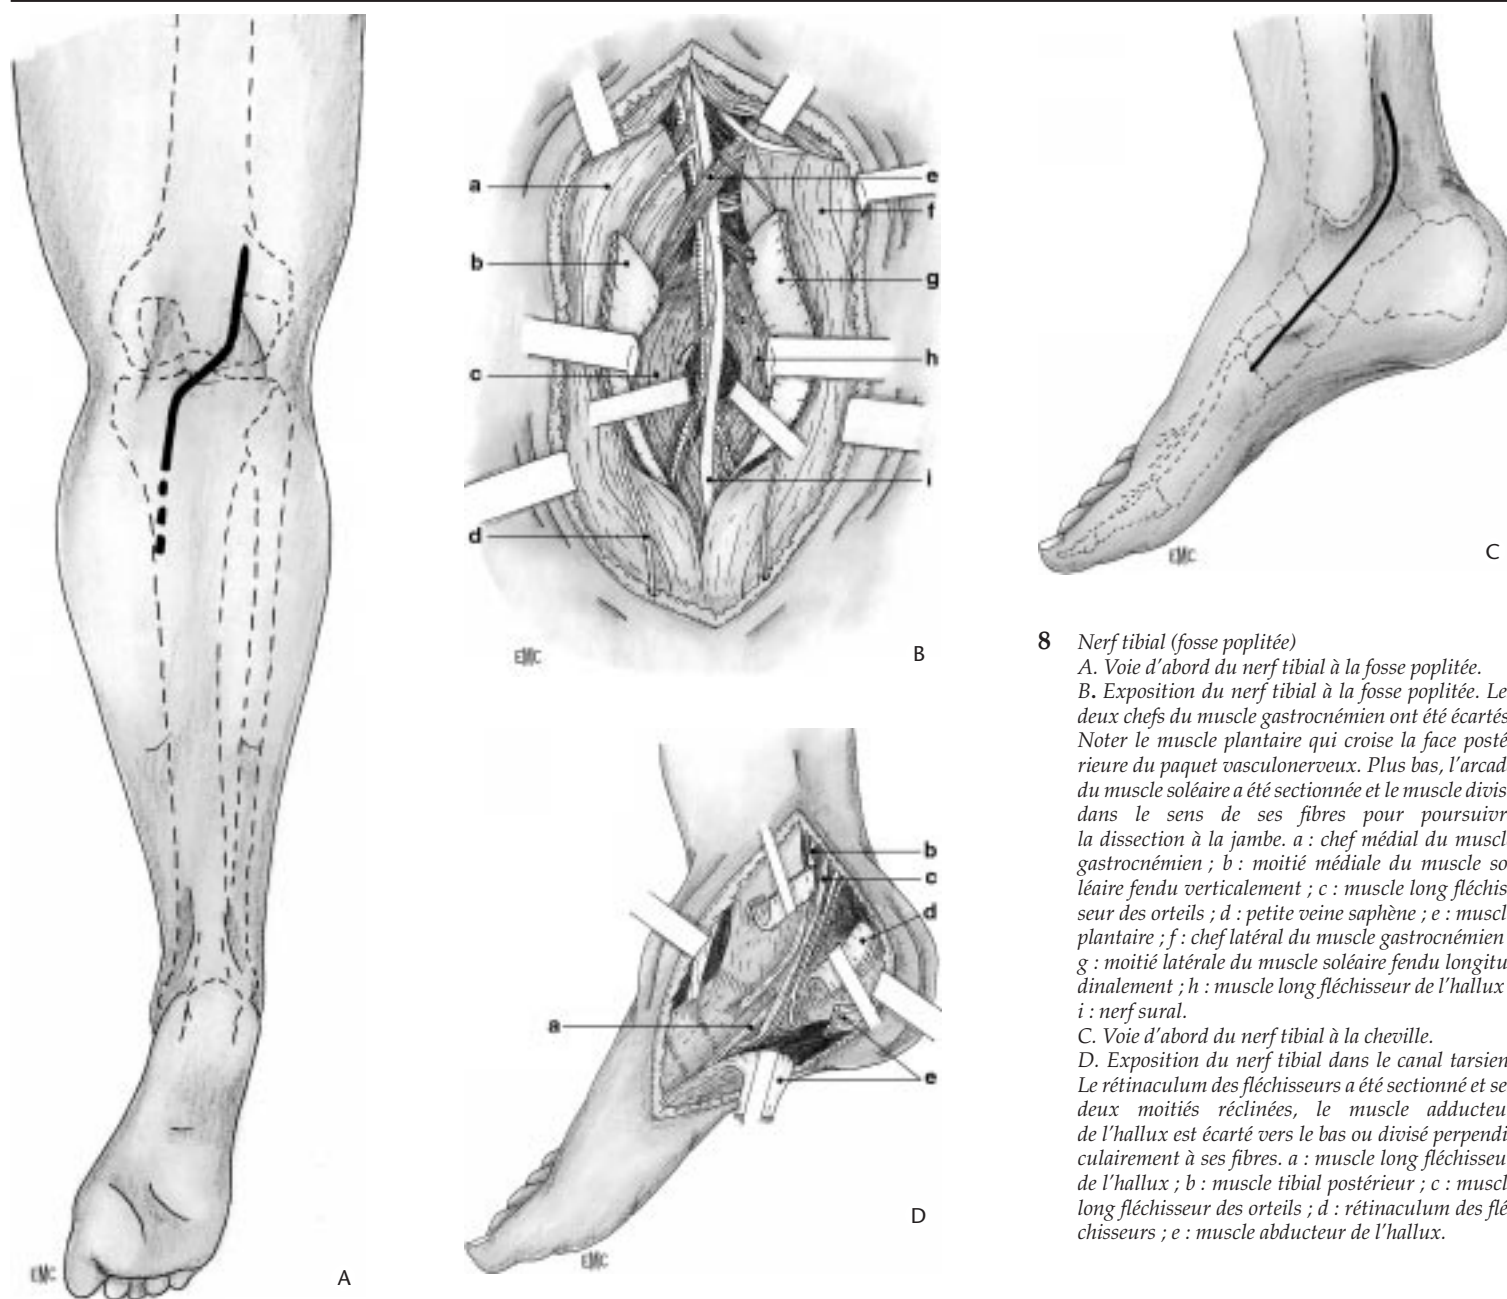 a
b
c
d
e
f
g
h
i
EMC
B
EMC
C
b
c
d
a
e
EMC
D
EMC
A
8 Nerf tibial (fosse poplitée)
A. Voie d'abord du nerf tibial à la fosse poplitée.
B. Exposition du nerf tibial à la fosse poplitée. Le
deux chefs du muscle gastrocnémien ont été écartés
Noter le muscle plantaire qui croise la face posté-
rieure du paquet vasculonerveux. Plus bas, l'arcad
du muscle soléaire a été sectionnée et le muscle divis
dans le sens de ses fibres pour poursuivr
la dissection à la jambe. a : chef médial du muscl
gastrocnémien ; b : moitié médiale du muscle so-
léaire fendu verticalement ; c : muscle long fléchis-
seur des orteils ; d : petite veine saphène ; e : muscl
plantaire ; f : chef latéral du muscle gastrocnémien
g : moitié latérale du muscle soléaire fendu longitu-
dinalement ; h : muscle long fléchisseur de l'hallux
i : nerf sural.
C. Voie d'abord du nerf tibial à la cheville.
D. Exposition du nerf tibial dans le canal tarsien
Le rétinaculum des fléchisseurs a été sectionné et se
deux moitiés réclinées, le muscle adducteu
de l'hallux est écarté vers le bas ou divisé perpendi-
culairement à ses fibres. a : muscle long fléchisseu
de l'hallux ; b : muscle tibial postérieur ; c : muscl
long fléchisseur des orteils ; d : rétinaculum des flé-
chisseurs ; e : muscle abducteur de l'hallux.